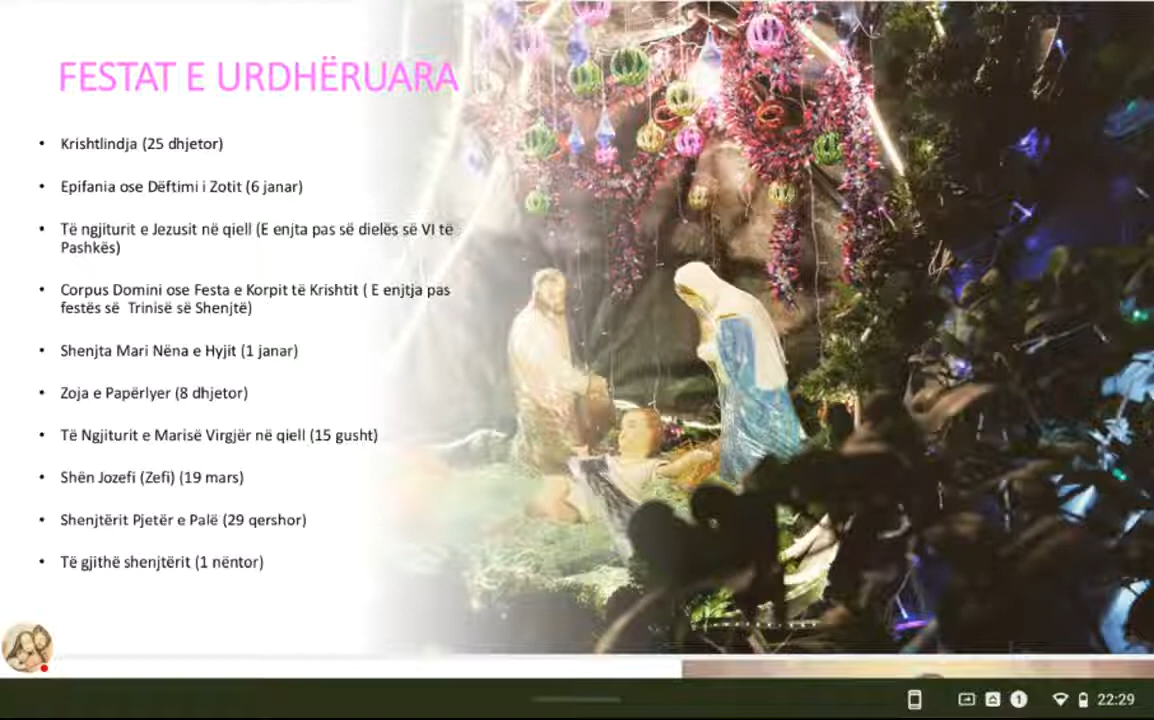 FESTAT E URDHËRUARA
• Krishtlindja (25 dhjetor)
• Epifania ose Dëftimi i Zotit (6 janar)
• Të ngjiturit e Jezusit në qiell (E enjta pas së dielës së VI të
Pashkës)
• Corpus Domini ose Festa e Korpit të Krishtit ( E enjtja pas
festës së  Trinisë së Shenjtë)
• Shenjta Mari Nëna e Hyjit (1 janar)
• Zoja e Papërlyer (8 dhjetor)
• Të Ngjiturit e Marisë Virgjër në qiell (15 gusht)
• Shën Jozefi (Zefi) (19 mars)
• Shenjtërit Pjetër e Palë (29 qershor)
• Të gjithë shenjtërit (1 nëntor)
1 22:29